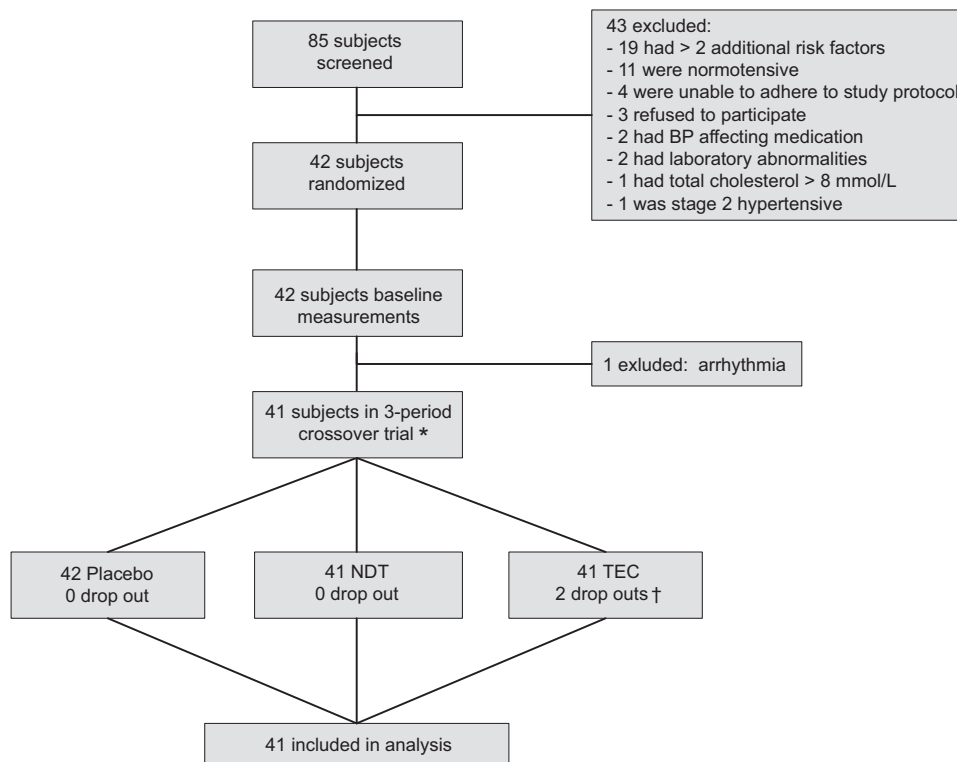 85 subjects
screened
43 excluded:
- 19 had > 2 additional risk factors
- 11 were normotensive
- 4 were unable to adhere to study protocol
- 3 refused to participate
- 2 had BP affecting medication
- 2 had laboratory abnormalities
- 1 had total cholesterol > 8 mmol/L
- 1 was stage 2 hypertensive
42 subjects
randomized
42 subjects baseline
measurements
1 exluded: arrhythmia
41 subjects in 3-period
crossover trial *
42 Placebo
0 drop out
41 NDT
0 drop out
41 TEC
2 drop outs †
41 included in analysis